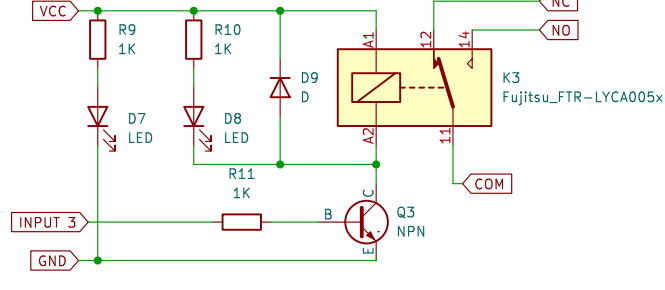 NC
VCC
R9
1K
R10
1K
A1
12
14
NO
D9
D
K3
Fujitsu_FTR-LYCA005x
D7
LED
D8
LED
A2
11
R11
1K
COM
C
INPUT 3
B
Q3
NPN
E
GND